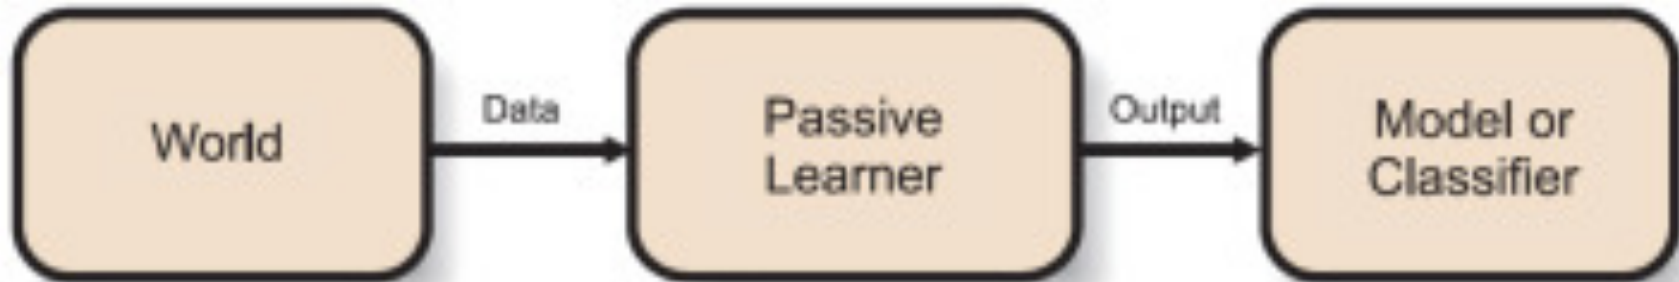 World
Data
Passive
Learner
Output
Model or
Classifier